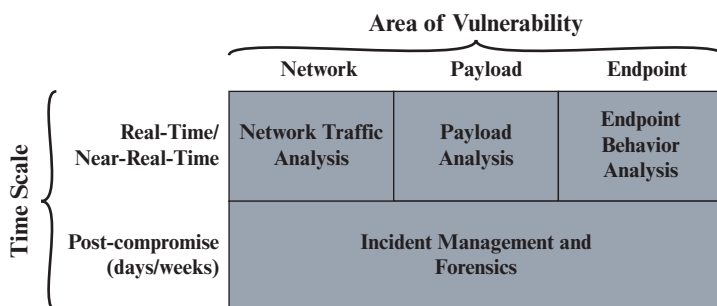 Area of Vulnerability
Network Payload Endpoint
Time Scale
Real-Time/
Near-Real-Time
Network Traffic
Analysis
Payload
Analysis
Endpoint
Behavior
Analysis
Post-compromise
(days/weeks)
Incident Management and
Forensics